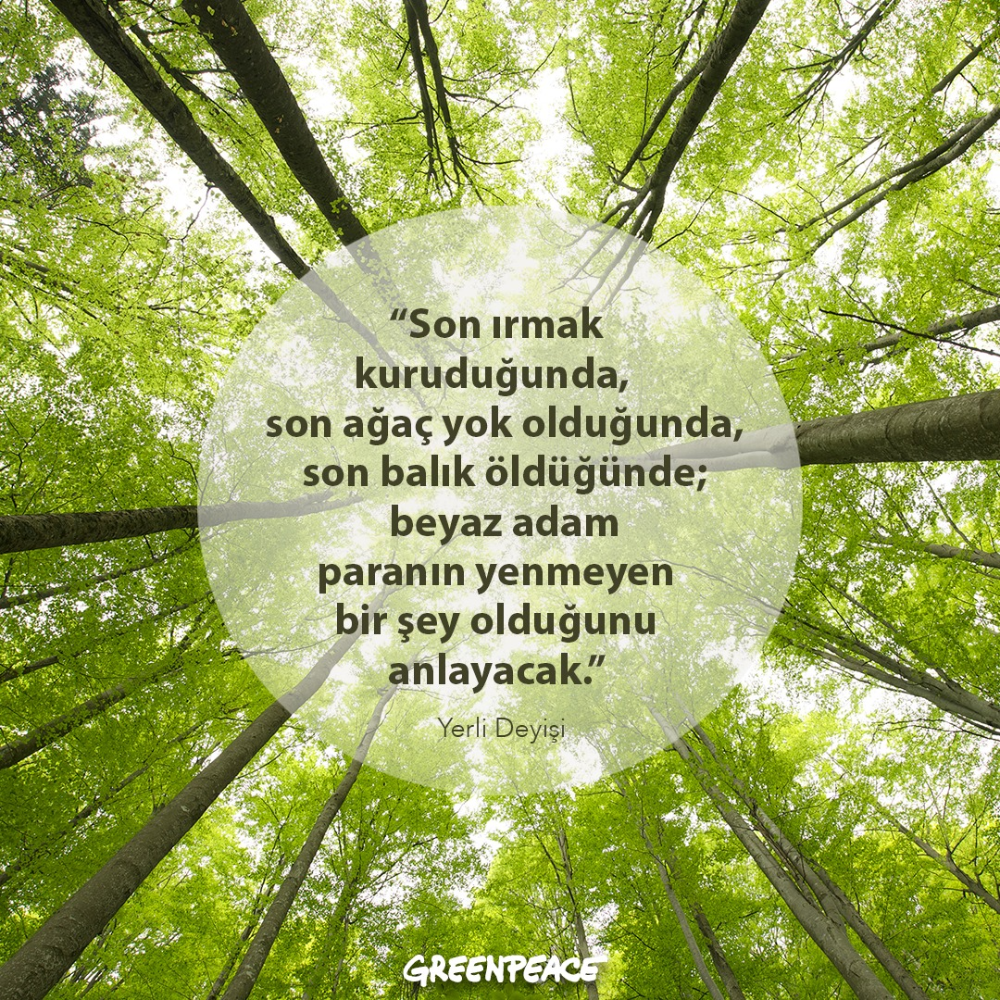 “Son ırmak
kuruduğunda,
son ağaç yok olduğunda,
son balık öldüğünde;
beyaz adam
paranın yenmeyen
bir şey olduğunu
anlayacak.”
Yerli Deyişi
GREENPEACE